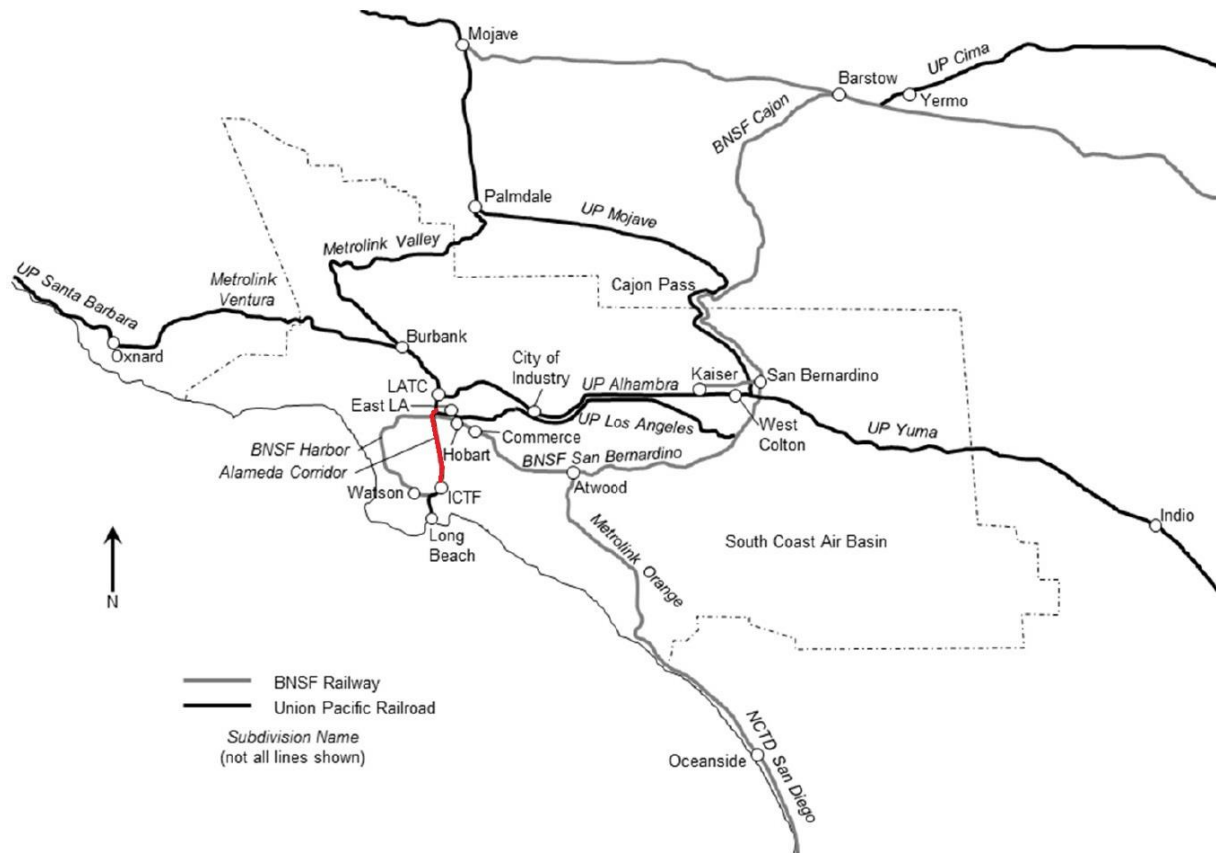 Mojave
Barstow
UP Cima
Yermo
BNSF Cajon
Palmdale
UP Mojave
Metrolink Valley
Cajon Pass
UP Santa Barbara
Metrolink
Ventura
Oxnard
Burbank
LATC
City of
Industry
UP Alhambra
Kaiser
San Bernardino
East LA
UP Los Angeles
West
Colton
UP Yuma
BNSF Harbor
Alameda Corridor
Hobart
Commerce
BNSF San Bernardino
Atwood
Watson
ICTF
Long
Beach
Indio
South Coast Air Basin
Metrolink Orange
N
BNSF Railway
Union Pacific Railroad
Subdivision Name
(not all lines shown)
Oceanside
NCTD San Diego